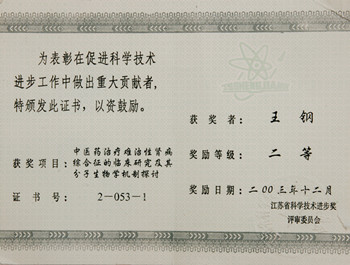 为表彰在促进科学技术
进步工作中做出重大贡献者，
特颁发此证书，以资鼓励。
获奖项目：
中医药治疗难治性肾病
综合征的临床研究及其
分子生物学机制探讨
证书号：2-053-1
获奖者：王钢
奖励等级：二等
奖励日期：二00三年十二月
江苏省科学技术进步奖
评审委员会